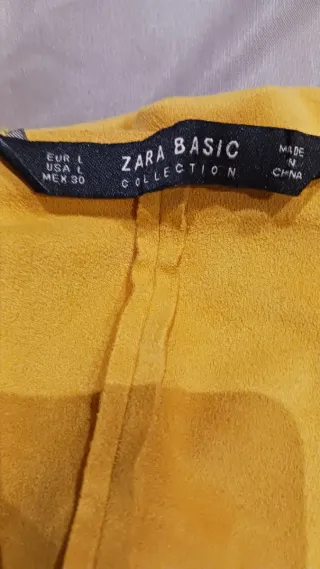 EUR L
USA L
MEX 30
ZARA BASIC
COLLECTION
MADE
IN
CHINA